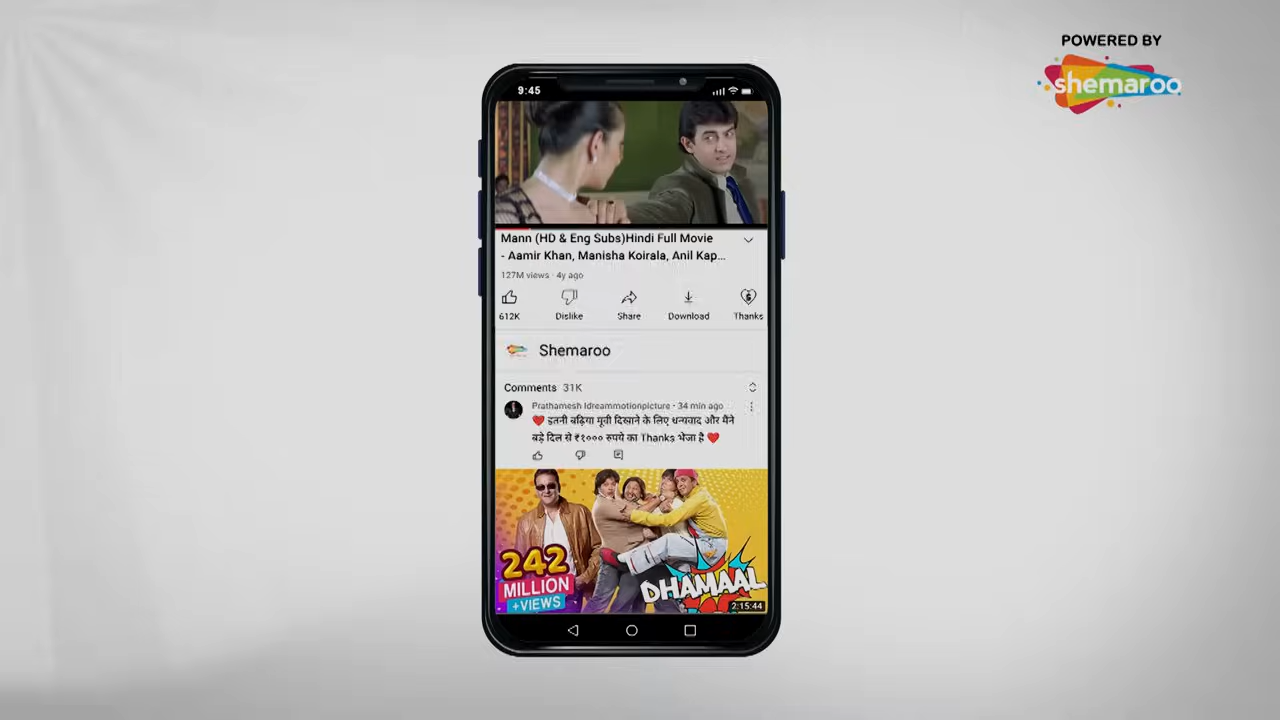 POWERED BY
shemaroo
9:45
Mann (HD & Eng Subs)Hindi Full Movie
- Aamir Khan, Manisha Koirala, Anil Kap...
127M views · 4y ago
612K
Dislike
Share
Download
Thanks
Shemaroo
Comments 31K
Prathamesh Idreammotionpicture · 34 min ago
❤️ इतनी बढ़िया मूवी दिखाने के लिए धन्यवाद और मैंने
बड़े दिल से ₹१००० रुपये का Thanks भेजा है ❤️
242
MILLION
+VIEWS
DHAMAAL
2:15:44